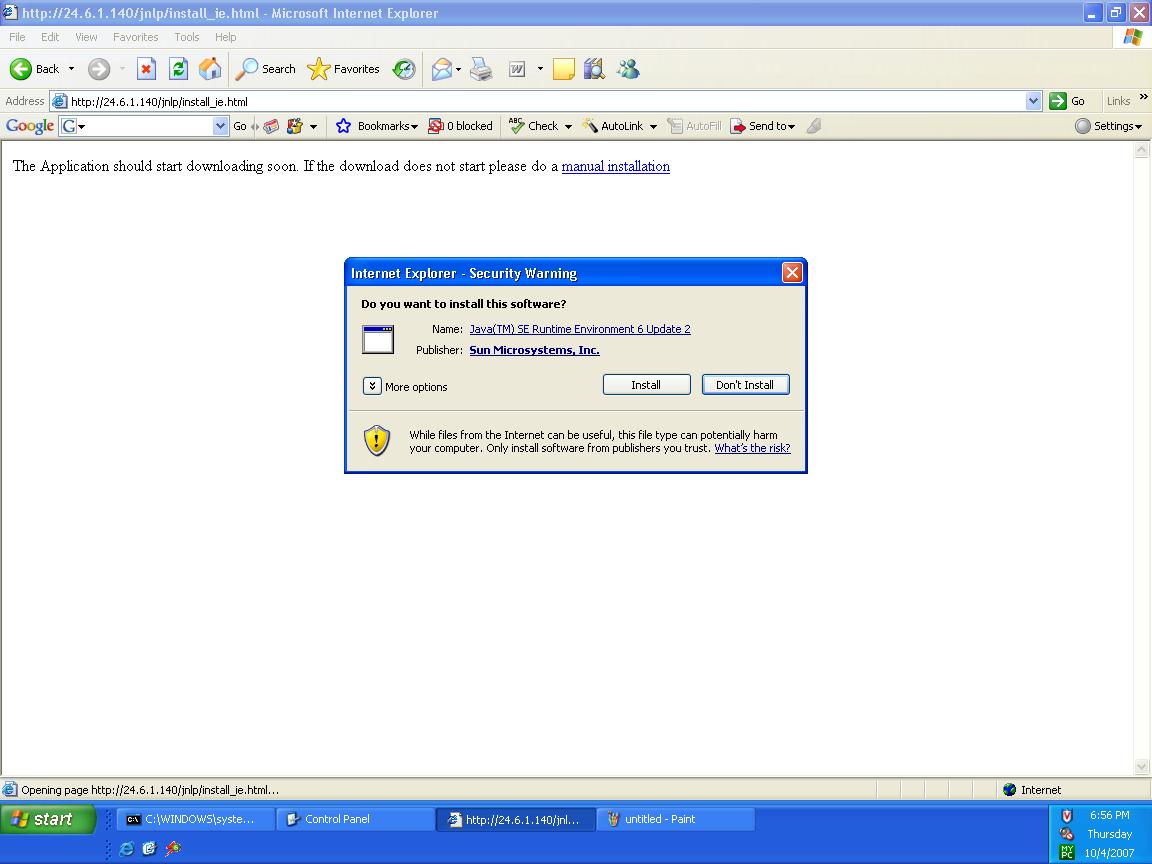 http://24.6.1.140/jnlp/install_ie.html - Microsoft Internet Explorer
File Edit View Favorites Tools Help
Back Search Favorites W
Address http://24.6.1.140/jnlp/install_ie.html Go Links »
Google G Go Bookmarks 0 blocked ABC Check AutoLink AutoFill Send to Settings
The Application should start downloading soon. If the download does not start please do a manual installation
Internet Explorer - Security Warning
Do you want to install this software?
Name: Java(TM) SE Runtime Environment 6 Update 2
Publisher: Sun Microsystems, Inc.
More options Install Don't Install
While files from the Internet can be useful, this file type can potentially harm
your computer. Only install software from publishers you trust. What's the risk?
Opening page http://24.6.1.140/jnlp/install_ie.html... Internet
start C:\WINDOWS\syste... Control Panel http://24.6.1.140/jnl... untitled - Paint 6:56 PM
Thursday
MY PC 10/4/2007